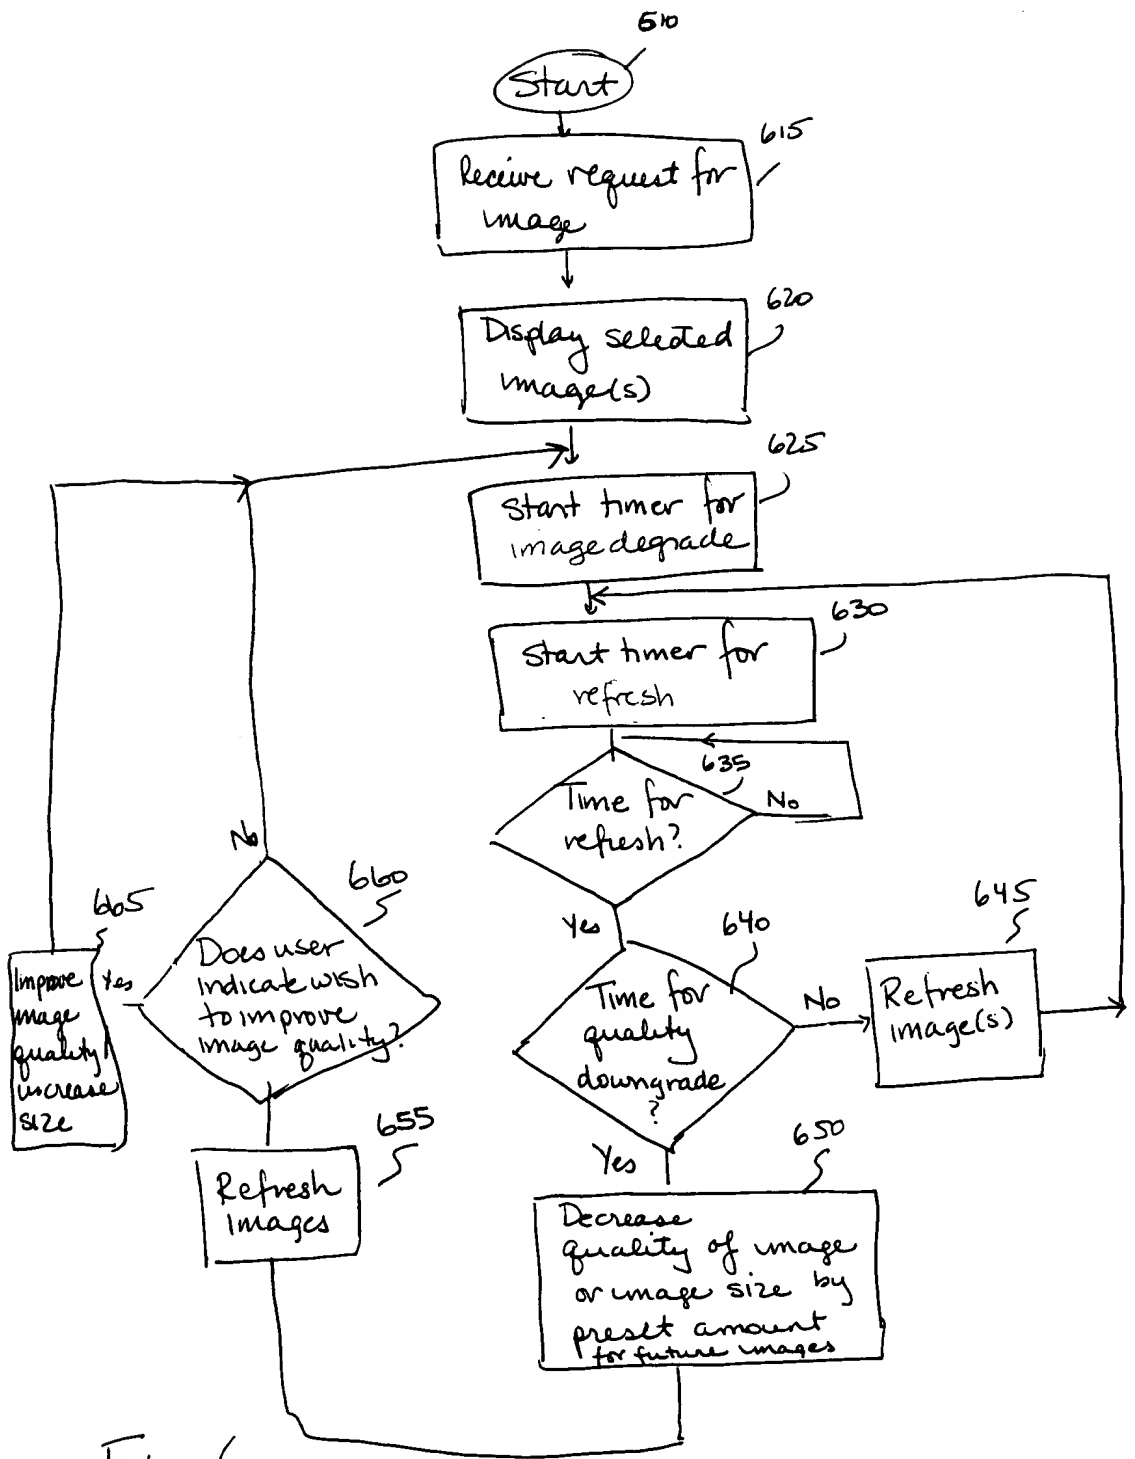 610
Start
615
Receive request for
image
620
Display selected
image(s)
625
Start timer for
image degrade
630
Start timer for
refresh
635
Time for
refresh?
No
Yes
640
Time for
quality
downgrade
?
No
645
Refresh
image(s)
Yes
650
Decrease
quality of image
or image size by
preset amount
for future images
655
Refresh
images
660
Does user
indicate wish
to improve
image quality?
No
Yes
665
Improve
image
quality/
increase
size